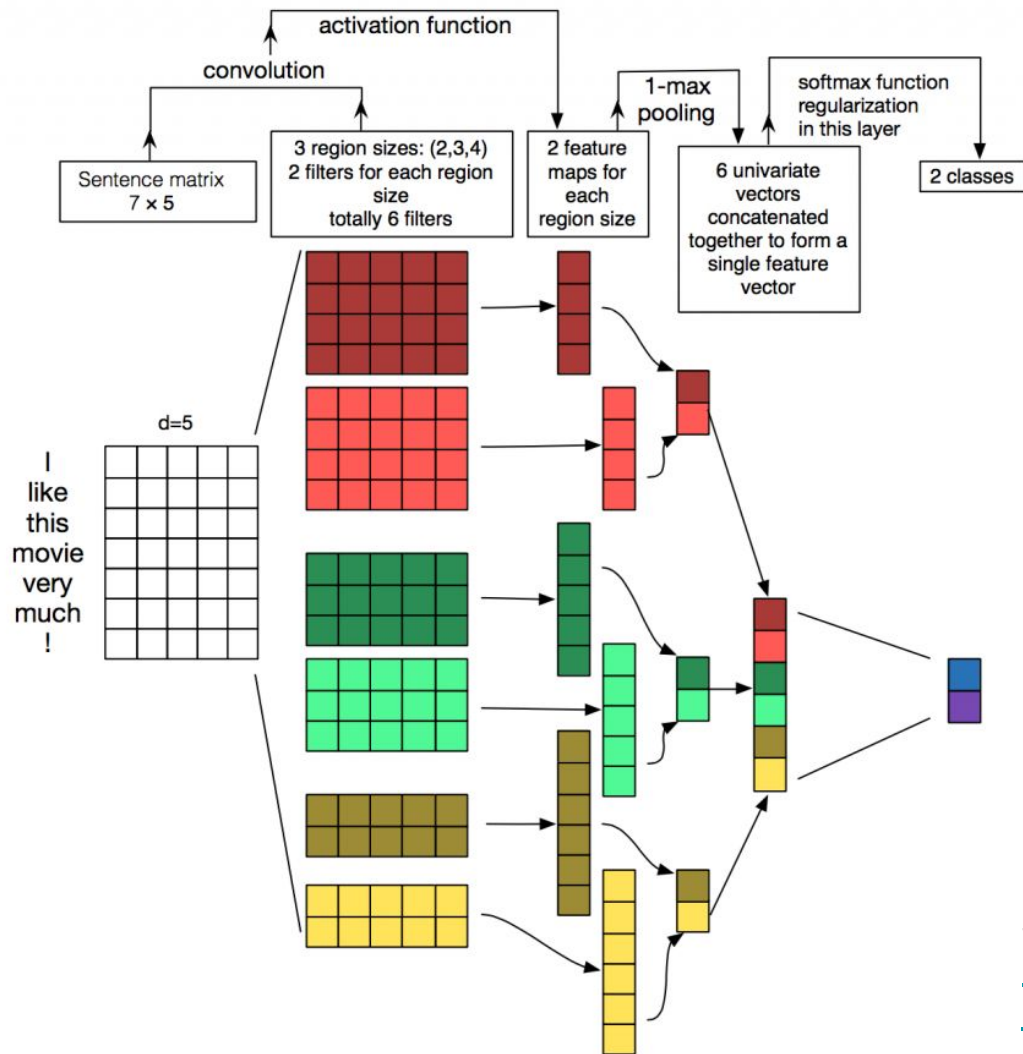 activation function
convolution
1-max
pooling
softmax function
regularization
in this layer
Sentence matrix
7 × 5
3 region sizes: (2,3,4)
2 filters for each region
size
totally 6 filters
2 feature
maps for
each
region size
6 univariate
vectors
concatenated
together to form a
single feature
vector
2 classes
d=5
I
like
this
movie
very
much
!